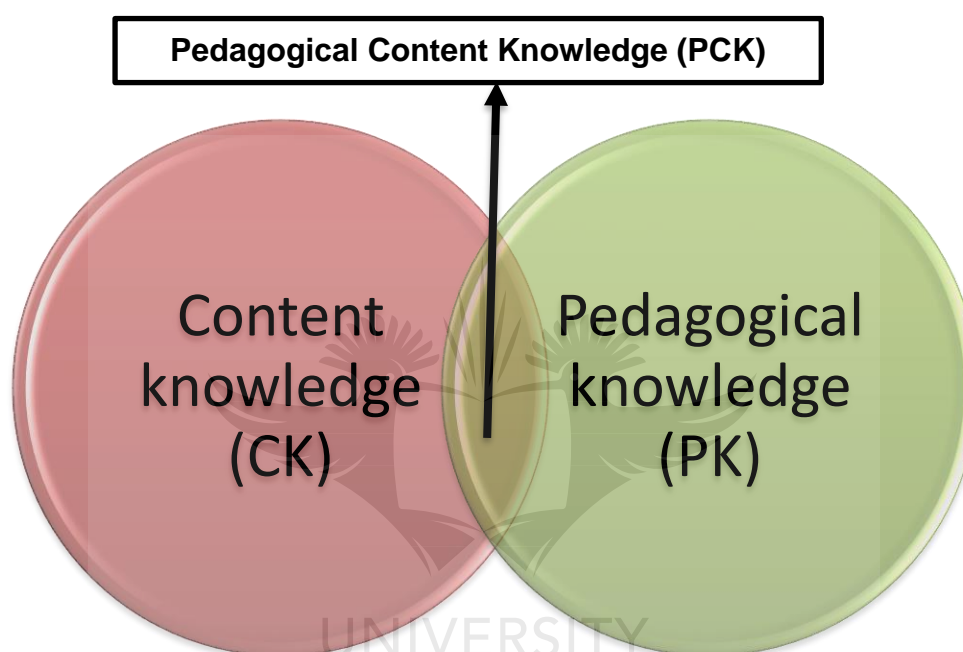 Pedagogical Content Knowledge (PCK)
Content
knowledge
(CK)
Pedagogical
knowledge
(PK)
UNIVERSITY